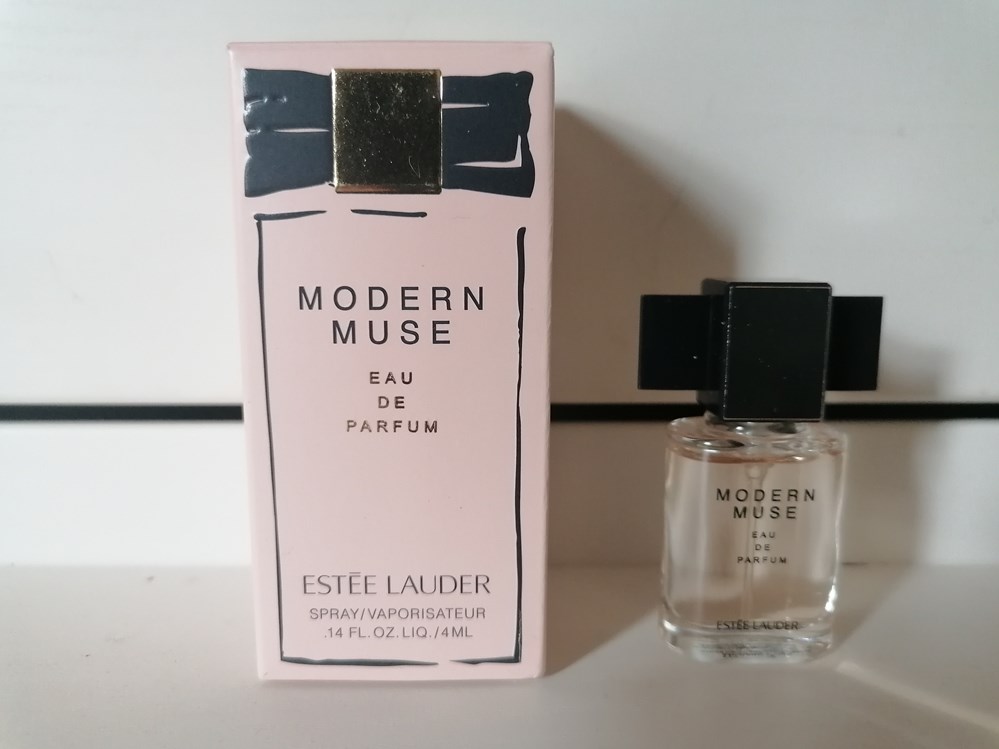 MODERN
MUSE
EAU
DE
PARFUM
ESTĒE LAUDER
SPRAY/VAPORISATEUR
.14 FL.OZ.LIQ./4ML
MODERN
MUSE
EAU
DE
PARFUM
ESTĒE LAUDER